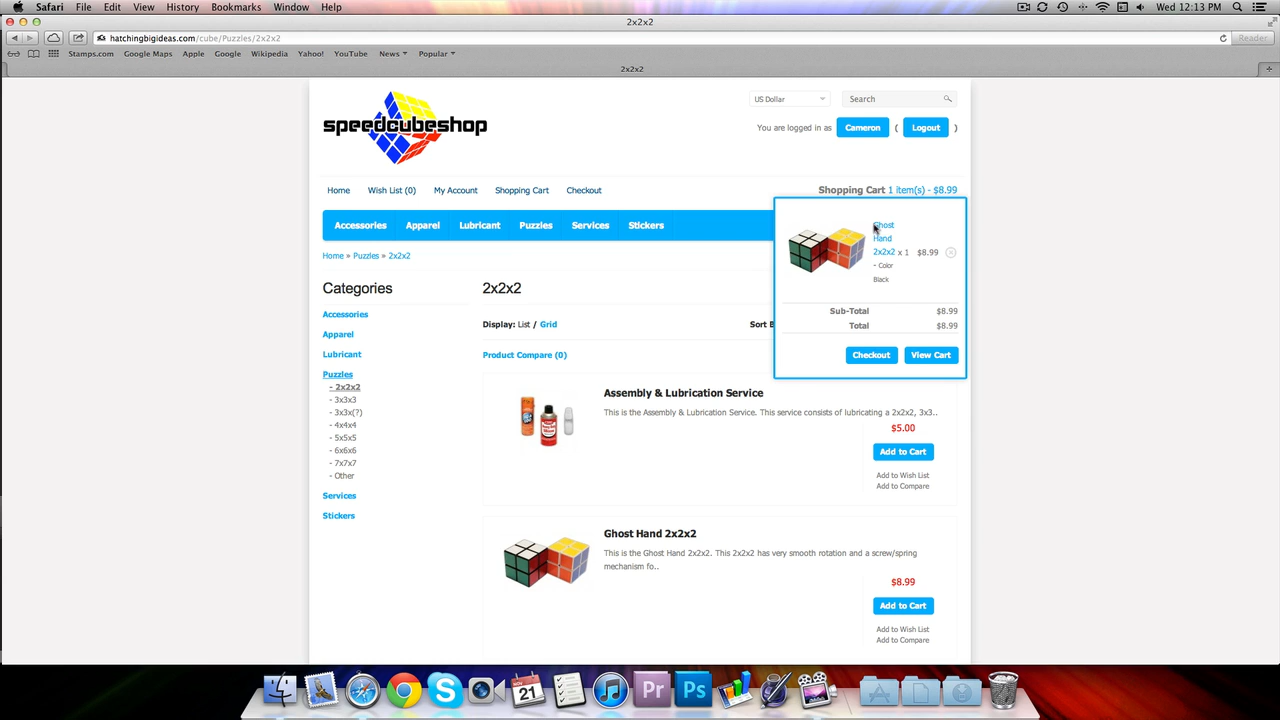 Safari File Edit View History Bookmarks Window Help Wed 12:13 PM
2x2x2
hatchingbigideas.com/cube/Puzzles/2x2x2 Reader
Stamps.com Google Maps Apple Google Wikipedia Yahoo! YouTube News Popular
2x2x2
speedcubeshop
US Dollar Search
You are logged in as Cameron ( Logout )
Home Wish List (0) My Account Shopping Cart Checkout Shopping Cart 1 item(s) - $8.99
Accessories Apparel Lubricant Puzzles Services Stickers
Ghost
Hand
2x2x2 x 1 $8.99
- Color
Black
Sub-Total $8.99
Total $8.99
Checkout View Cart
Home » Puzzles » 2x2x2
Categories
Accessories
Apparel
Lubricant
Puzzles
- 2x2x2
- 3x3x3
- 3x3x(?)
- 4x4x4
- 5x5x5
- 6x6x6
- 7x7x7
- Other
Services
Stickers
2x2x2
Display: List / Grid Sort B
Product Compare (0)
Assembly & Lubrication Service
This is the Assembly & Lubrication Service. This service consists of lubricating a 2x2x2, 3x3..
$5.00
Add to Cart
Add to Wish List
Add to Compare
Ghost Hand 2x2x2
This is the Ghost Hand 2x2x2. This 2x2x2 has very smooth rotation and a screw/spring
mechanism fo..
$8.99
Add to Cart
Add to Wish List
Add to Compare
NOV
21
Pr
Ps